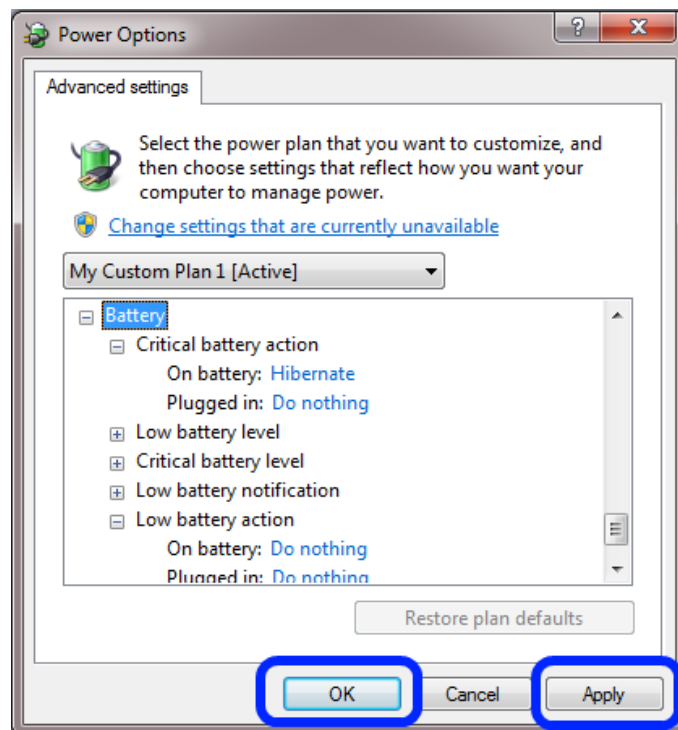 Power Options
Advanced settings
Select the power plan that you want to customize, and
then choose settings that reflect how you want your
computer to manage power.
Change settings that are currently unavailable
My Custom Plan 1 [Active]
Battery
Critical battery action
On battery: Hibernate
Plugged in: Do nothing
Low battery level
Critical battery level
Low battery notification
Low battery action
On battery: Do nothing
Plugged in: Do nothing
Restore plan defaults
OK Cancel Apply